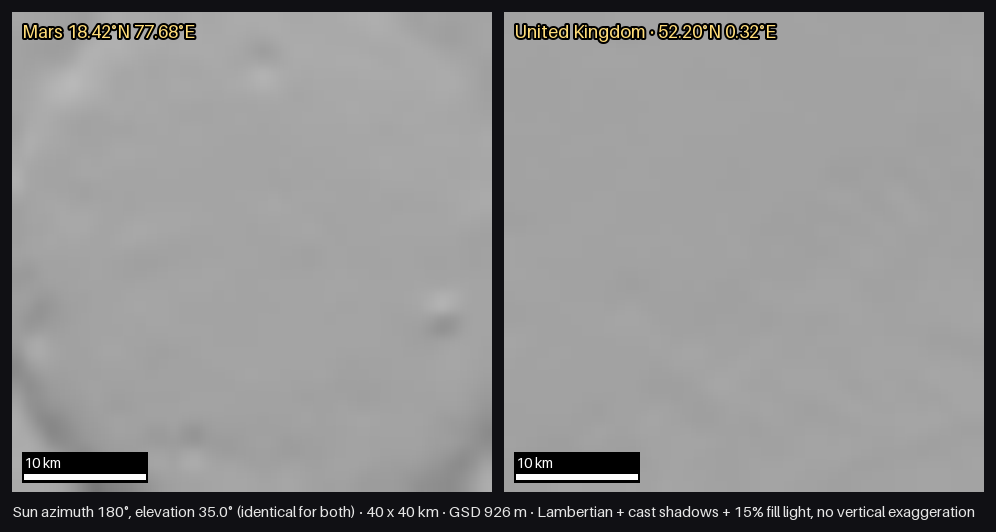 Mars 18.42°N 77.68°E
United Kingdom · 52.20°N 0.32°E
10 km
10 km
Sun azimuth 180°, elevation 35.0° (identical for both) · 40 x 40 km · GSD 926 m · Lambertian + cast shadows + 15% fill light, no vertical exaggeration